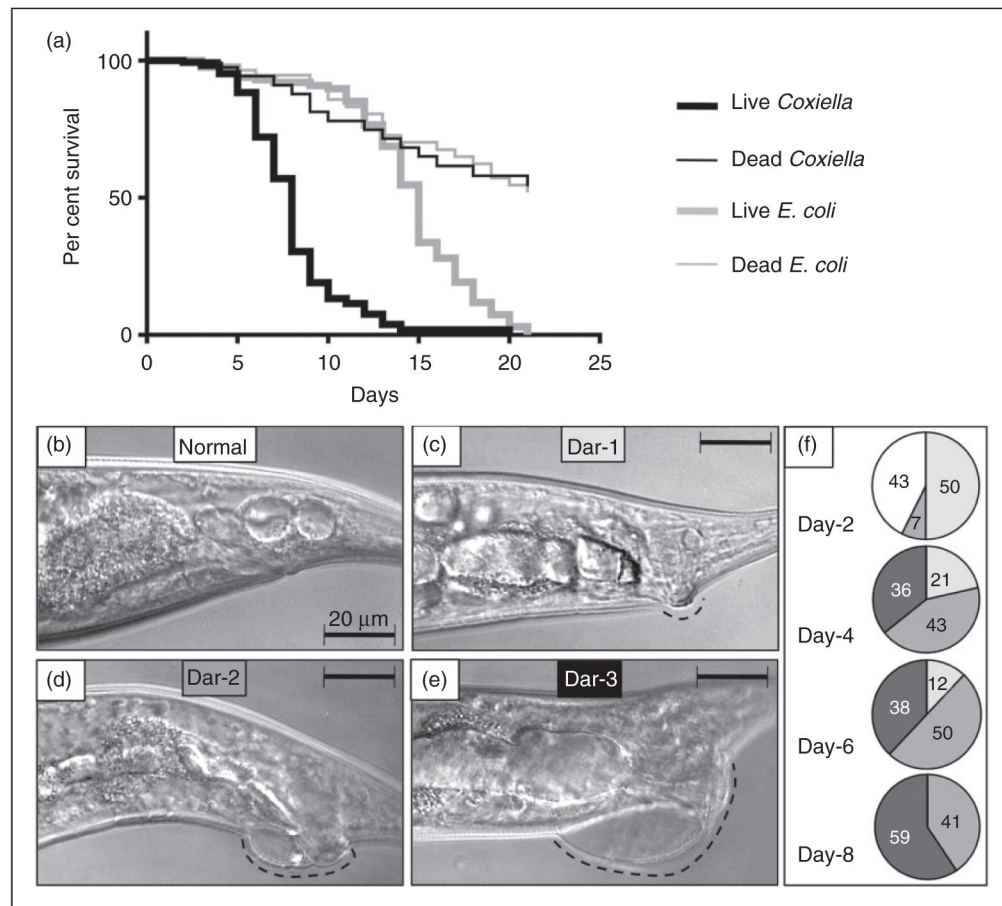 (a)
100
50
0
Per cent survival
0 5 10 15 20 25
Days
Live Coxiella
Dead Coxiella
Live E. coli
Dead E. coli
(b) Normal
20 μm
(c) Dar-1
(d) Dar-2
(e) Dar-3
(f)
43 50
7
Day-2
36 21
43
Day-4
38 12
50
Day-6
59 41
Day-8